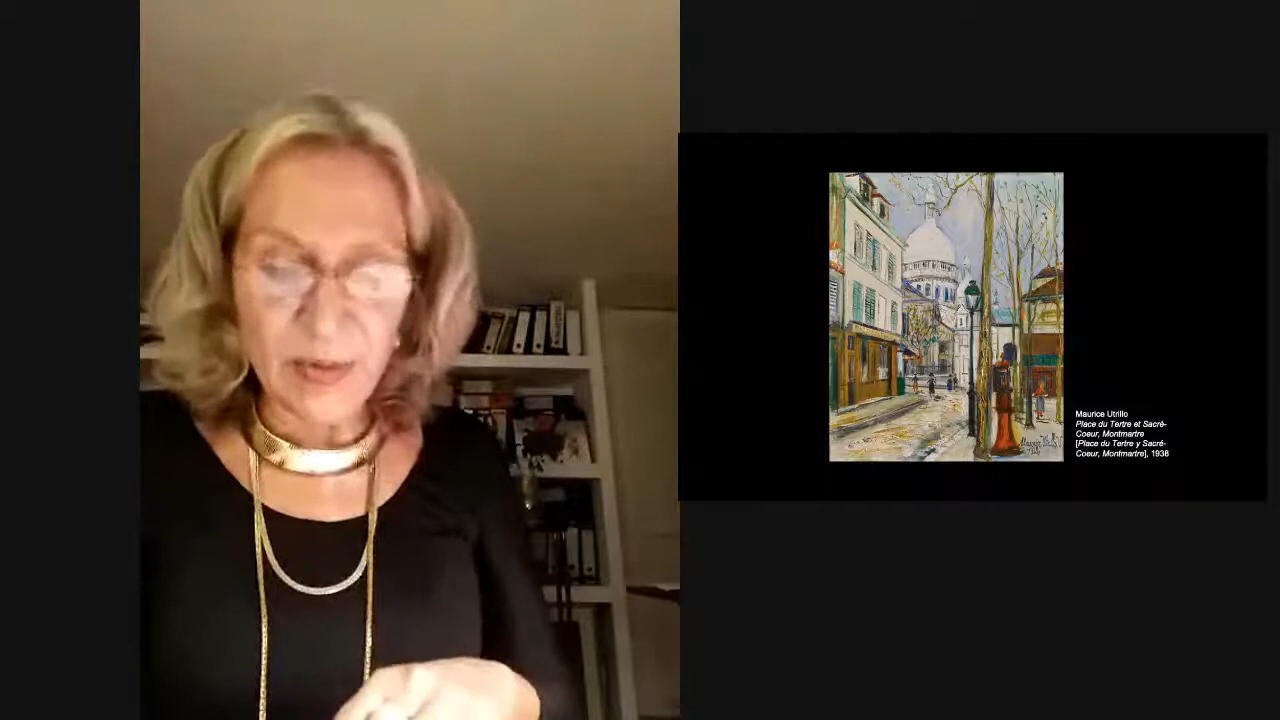 Maurice Utrillo
Place du Tertre et Sacré-
Coeur, Montmartre
[Place du Tertre y Sacré-
Coeur, Montmartre], 1938